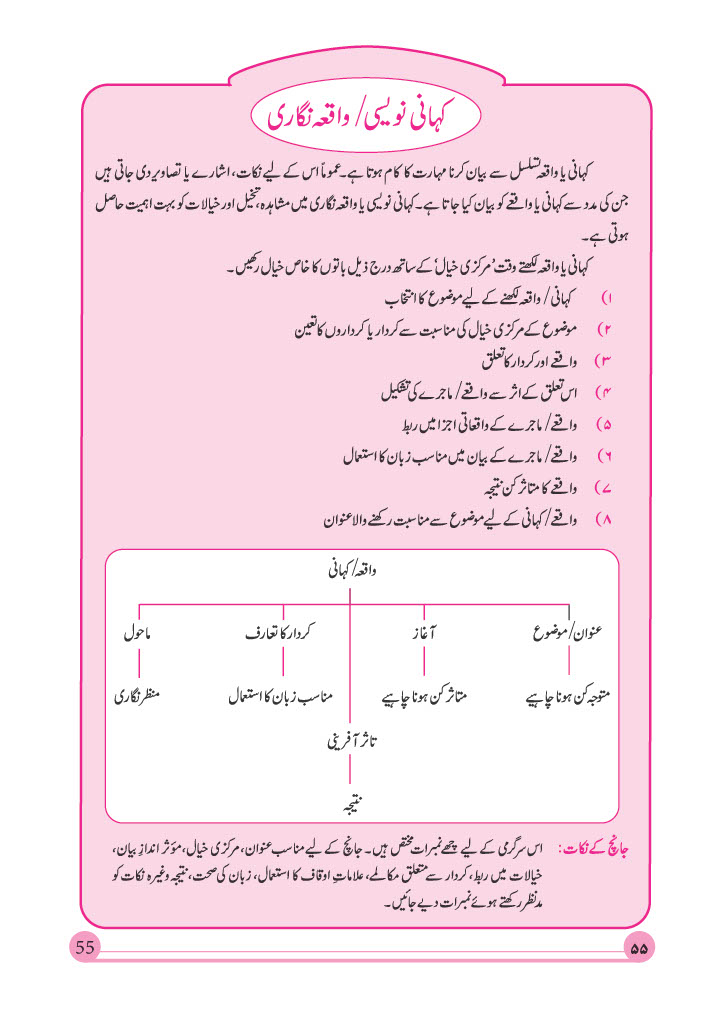 کہانی نویسی/ واقعہ نگاری
کہانی یا واقعہ تسلسل سے بیان کرنا مہارت کا کام ہوتا ہے۔ عموماً اس کے لیے نکات، اشارے یا تصاویر دی جاتی ہیں
جن کی مدد سے کہانی یا واقعے کو بیان کیا جاتا ہے۔ کہانی نویسی یا واقعہ نگاری میں مشاہدہ، تخیل اور خیالات کو بہت اہمیت حاصل
ہوتی ہے۔
کہانی یا واقعہ لکھتے وقت ’مرکزی خیال‘ کے ساتھ درج ذیل باتوں کا خاص خیال رکھیں۔
۱) کہانی/ واقعہ لکھنے کے لیے موضوع کا انتخاب
۲) موضوع کے مرکزی خیال کی مناسبت سے کردار یا کرداروں کا تعین
۳) واقعے اور کردار کا تعلق
۴) اس تعلق کے اثر سے واقعے/ ماجرے کی تشکیل
۵) واقعے/ ماجرے کے واقعاتی اجزا میں ربط
۶) واقعے/ ماجرے کے بیان میں مناسب زبان کا استعمال
۷) واقعے کا متاثر کن نتیجہ
۸) واقعے/ کہانی کے لیے موضوع سے مناسبت رکھنے والا عنوان
واقعہ/ کہانی
عنوان/ موضوع آغاز کردار کا تعارف ماحول
متوجہ کن ہونا چاہیے متاثر کن ہونا چاہیے مناسب زبان کا استعمال منظر نگاری
تاثر آفرینی
نتیجہ
جانچ کے نکات: اس سرگرمی کے لیے چھے نمبرات مختص ہیں۔ جانچ کے لیے مناسب عنوان، مرکزی خیال، مؤثر اندازِ بیان،
خیالات میں ربط، کردار سے متعلق مکالمے، علاماتِ اوقاف کا استعمال، زبان کی صحت، نتیجہ وغیرہ نکات کو
مدنظر رکھتے ہوئے نمبرات دیے جائیں۔
۵۵
55